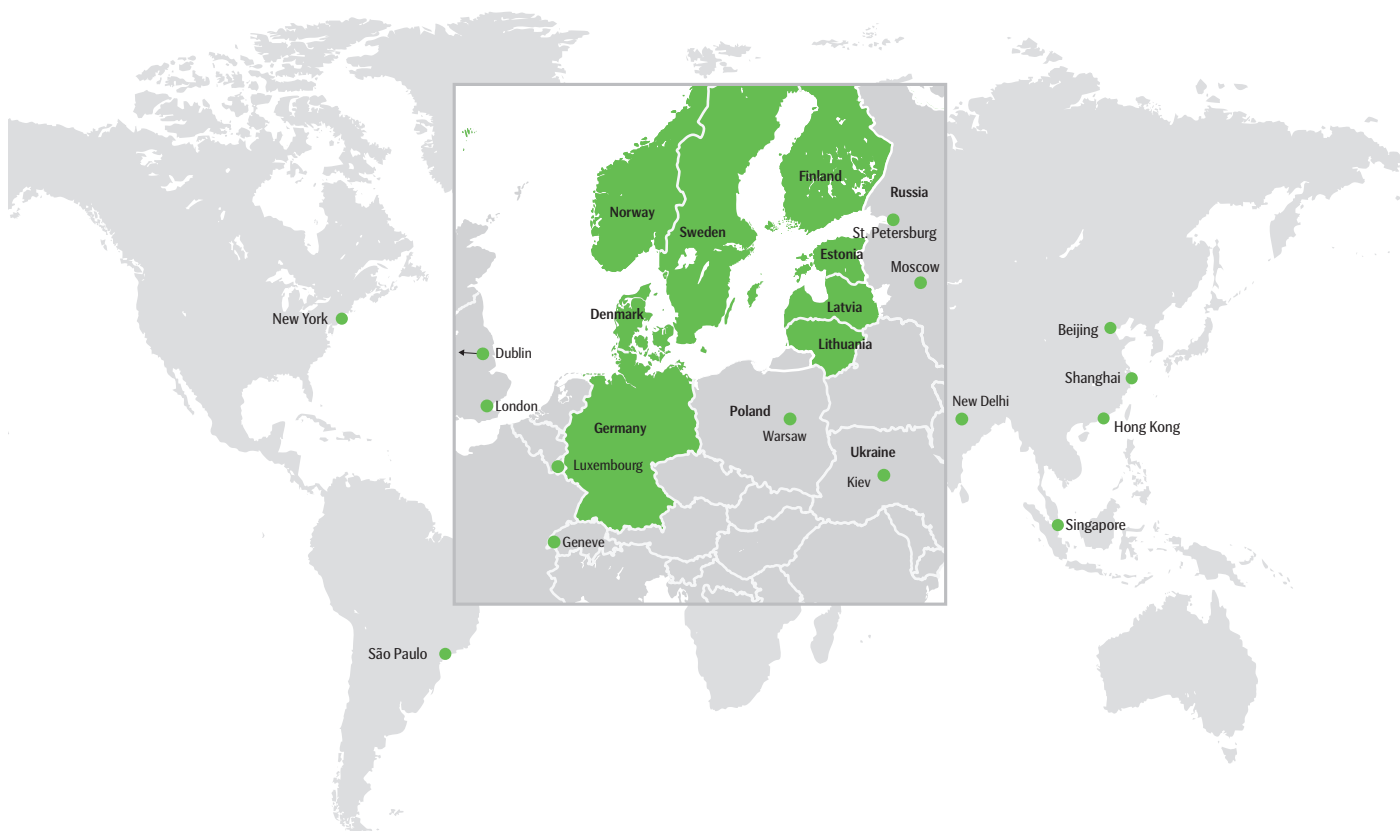 Finland
Russia
Norway
Sweden
St. Petersburg
Estonia
Moscow
Latvia
Denmark
New York
Beijing
Lithuania
Dublin
Shanghai
New Delhi
London
Poland
Germany
Hong Kong
Warsaw
Ukraine
Luxembourg
Kiev
Singapore
Geneve
São Paulo